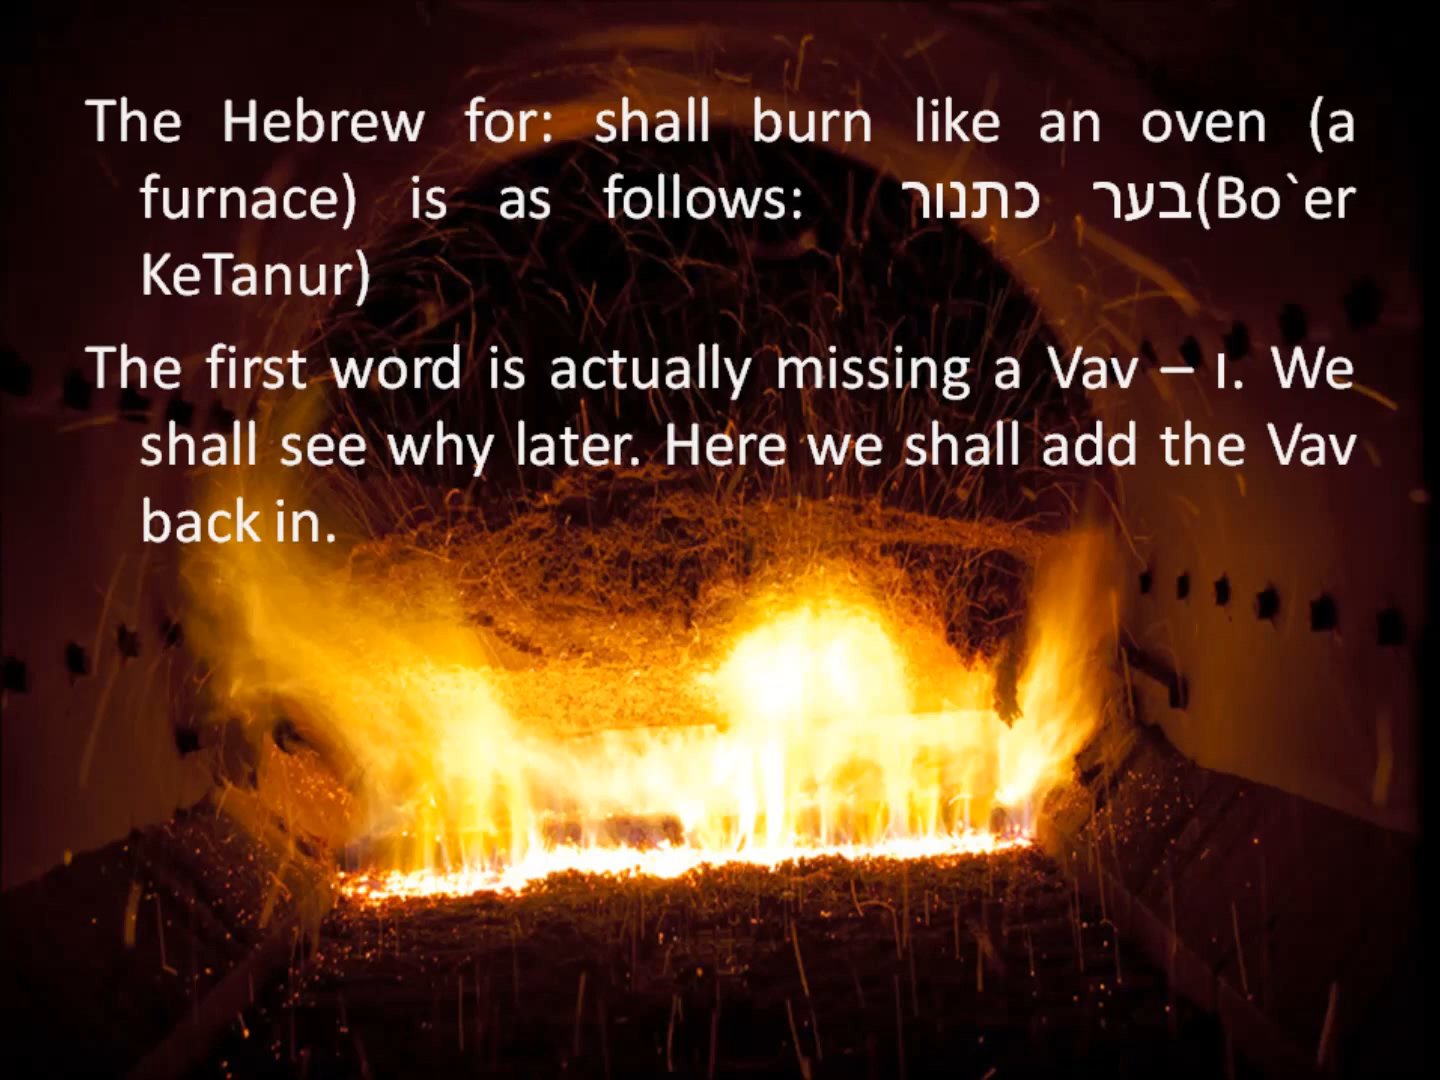 The Hebrew for: shall burn like an oven (a
furnace) is as follows: בער כתנור(Bo`er
KeTanur)
The first word is actually missing a Vav – ו. We
shall see why later. Here we shall add the Vav
back in.